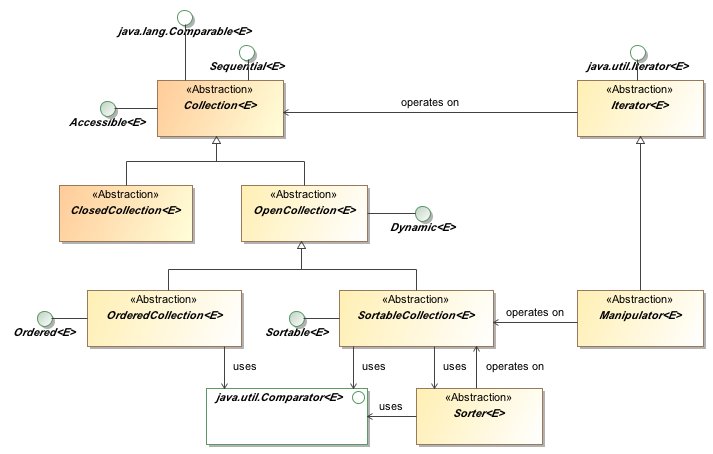 java.lang.Comparable<E>
Sequential<E>
java.util.Iterator<E>
«Abstraction»
Collection<E>
«Abstraction»
Iterator<E>
Accessible<E>
operates on
«Abstraction»
ClosedCollection<E>
«Abstraction»
OpenCollection<E>
Dynamic<E>
«Abstraction»
OrderedCollection<E>
«Abstraction»
SortableCollection<E>
«Abstraction»
Manipulator<E>
Ordered<E>
Sortable<E>
operates on
uses
uses
uses
operates on
java.util.Comparator<E>
uses
«Abstraction»
Sorter<E>